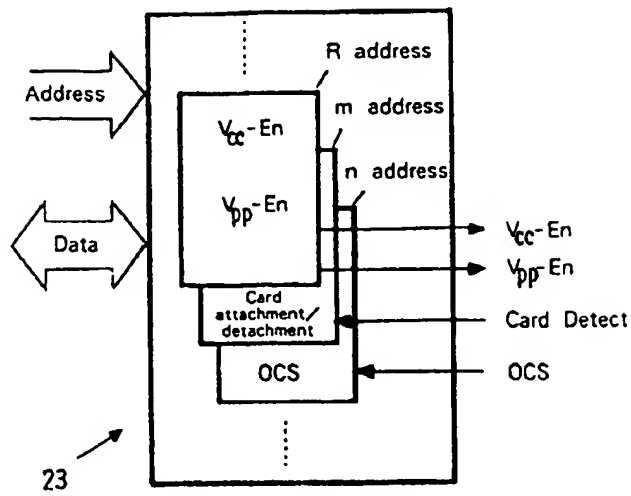 R address
Address
m address
Vcc-En
n address
Vpp-En
Vcc-En
Data
Vpp-En
Card
attachment/
detachment
Card Detect
OCS
OCS
23